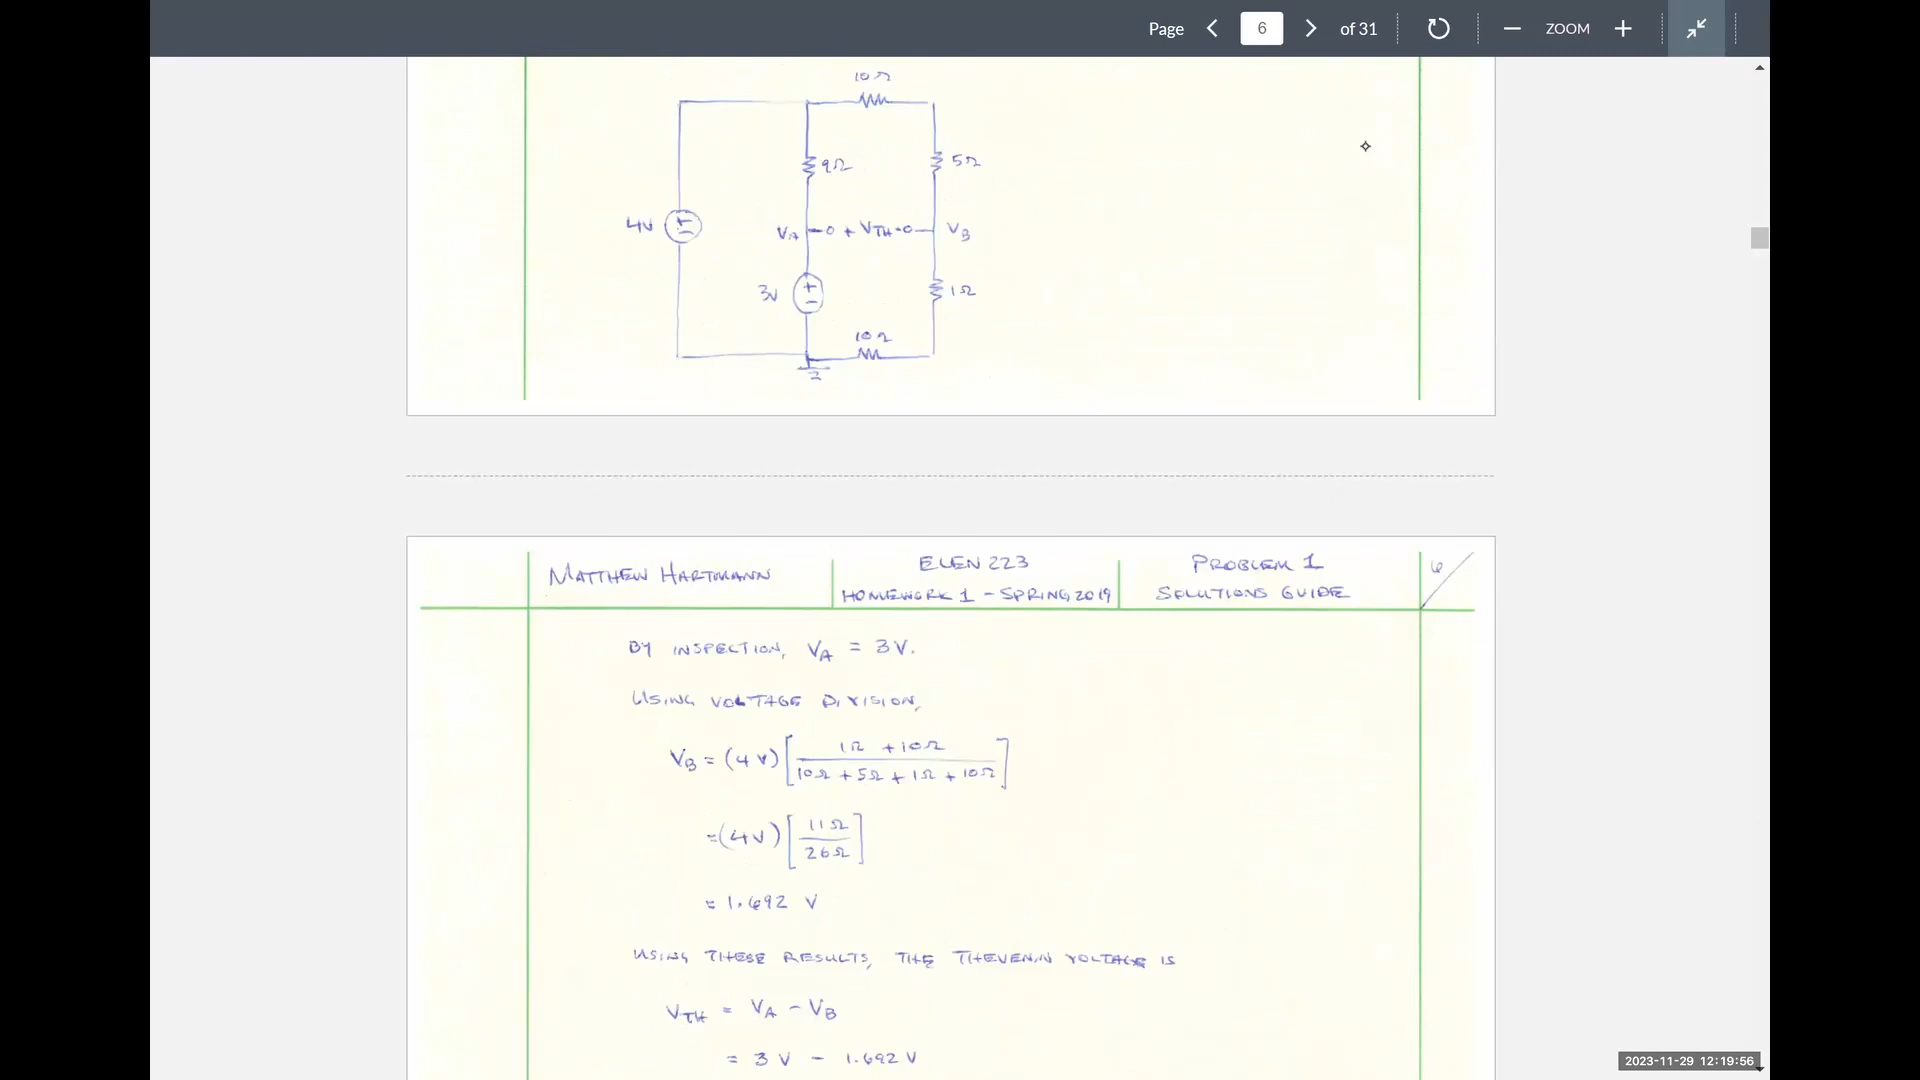 Page 6 of 31 ZOOM
10Ω
9Ω 5Ω
4V VA + VTH - VB
3V 1Ω
10Ω
MATTHEW HARTMANN
ELEN 223
HOMEWORK 1 - SPRING 2019
PROBLEM 1
SOLUTIONS GUIDE
6/
BY INSPECTION, VA = 3V.
USING VOLTAGE DIVISION,
VB = (4V) [ 1Ω + 10Ω / 10Ω + 5Ω + 1Ω + 10Ω ]
= (4V) [ 11Ω / 26Ω ]
= 1.692 V
USING THESE RESULTS, THE THEVENIN VOLTAGE IS
VTH = VA - VB
= 3V - 1.692 V
2023-11-29 12:19:56